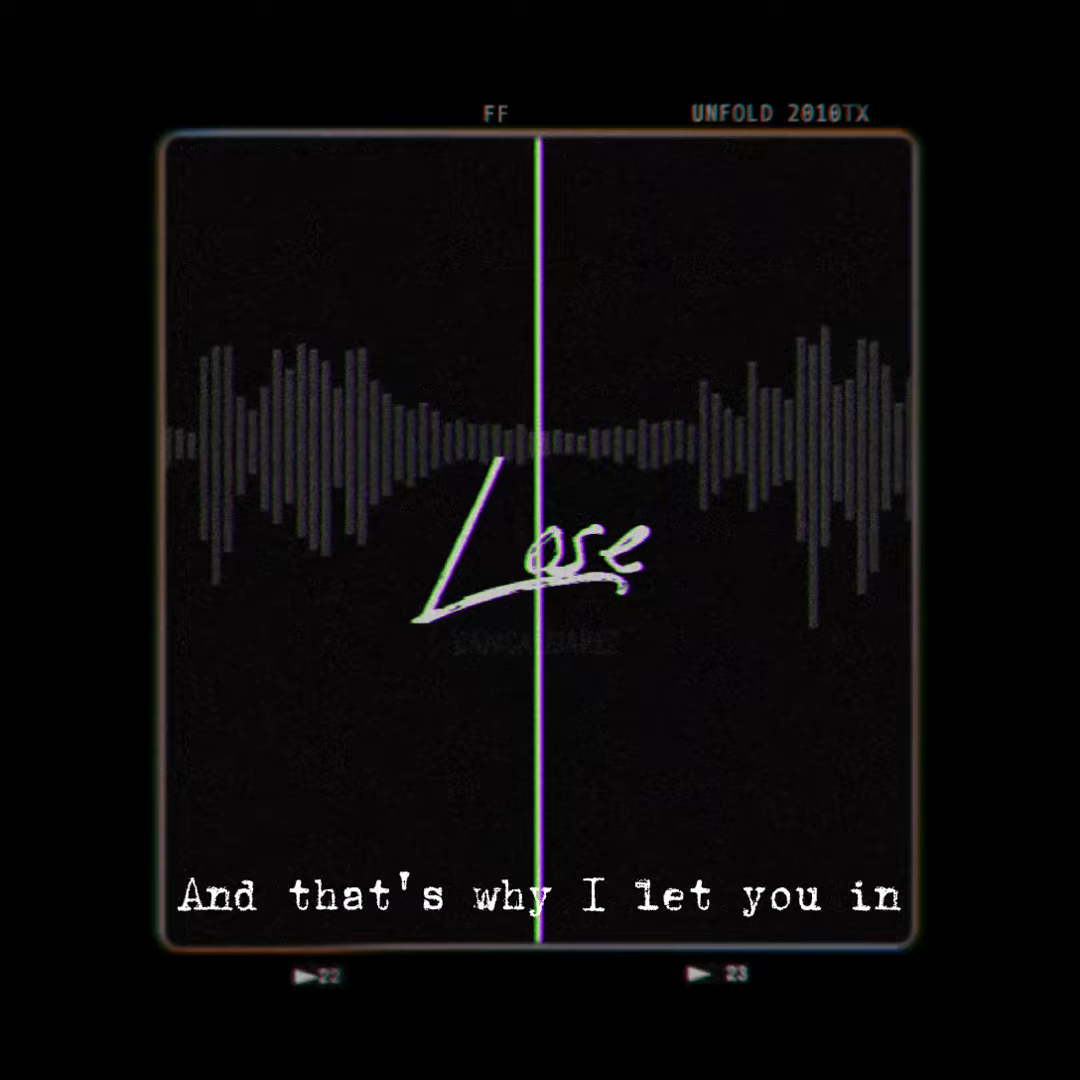 FF
UNFOLD 2010TX
Lose
And that's why I let you in
▶22
▶ 23